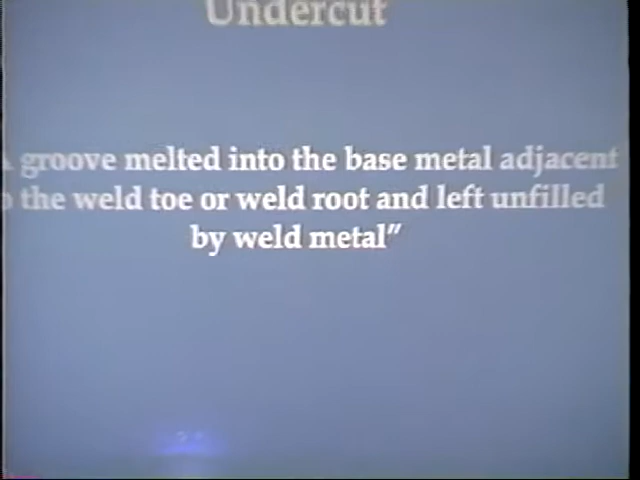 Undercut
groove melted into the base metal adjacent
the weld toe or weld root and left unfilled
by weld metal”